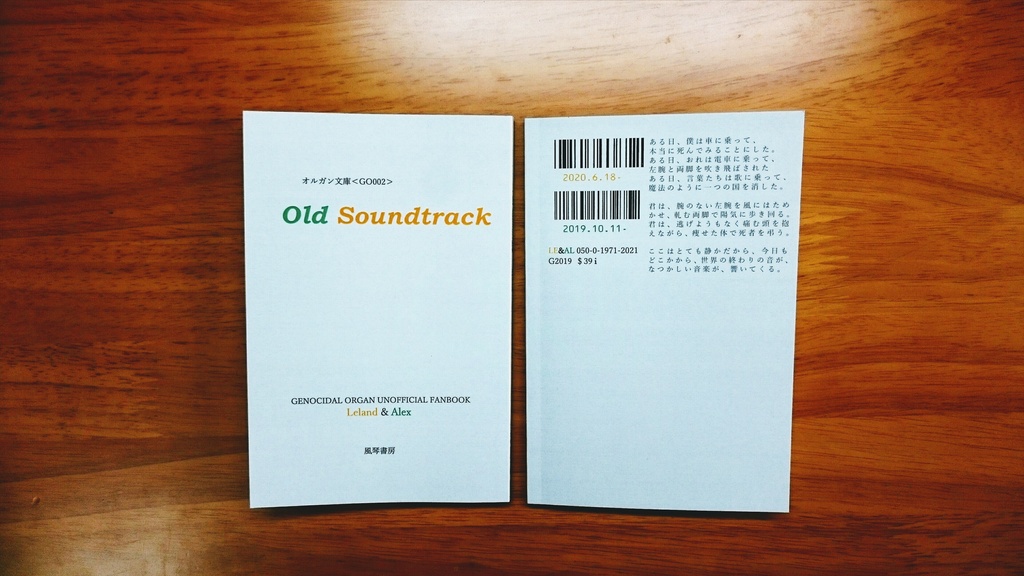 オルガン文庫<GO002>
Old Soundtrack
GENOCIDAL ORGAN UNOFFICIAL FANBOOK
Leland & Alex
風琴書房
2020.6.18-
2019.10.11-
LE&AL 050-0-1971-2021
G2019 $39i
ある日、僕は車に乗って、
本当に死んでみることにした。
ある日、おれは電車に乗って、
左腕と両脚を吹き飛ばされた
ある日、言葉たちは歌に乗って、
魔法のように一つの国を消した。
君は、腕のない左腕を風にはため
かせ、軋む両脚で陽気に歩き回る。
君は、逃げようもなく痛む頭を抱
えながら、痩せた体で死者を弔う。
ここはとても静かだから、今日も
どこかから、世界の終わりの音が、
なつかしい音楽が、響いてくる。